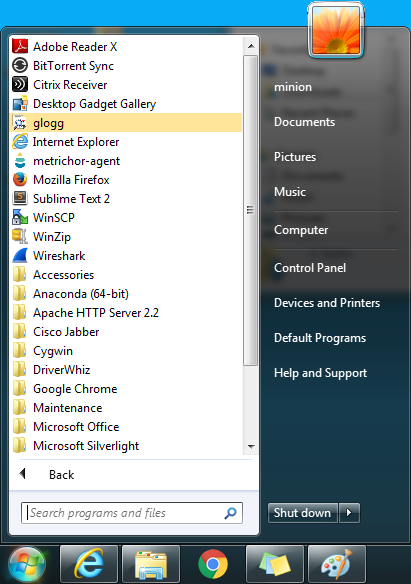 Adobe Reader X
BitTorrent Sync
Citrix Receiver
Desktop Gadget Gallery
glogg
Internet Explorer
metrichor-agent
Mozilla Firefox
Sublime Text 2
WinSCP
WinZip
Wireshark
Accessories
Anaconda (64-bit)
Apache HTTP Server 2.2
Cisco Jabber
Cygwin
DriverWhiz
Google Chrome
Maintenance
Microsoft Office
Microsoft Silverlight
Back
Search programs and files
minion
Documents
Pictures
Music
Computer
Control Panel
Devices and Printers
Default Programs
Help and Support
Shut down